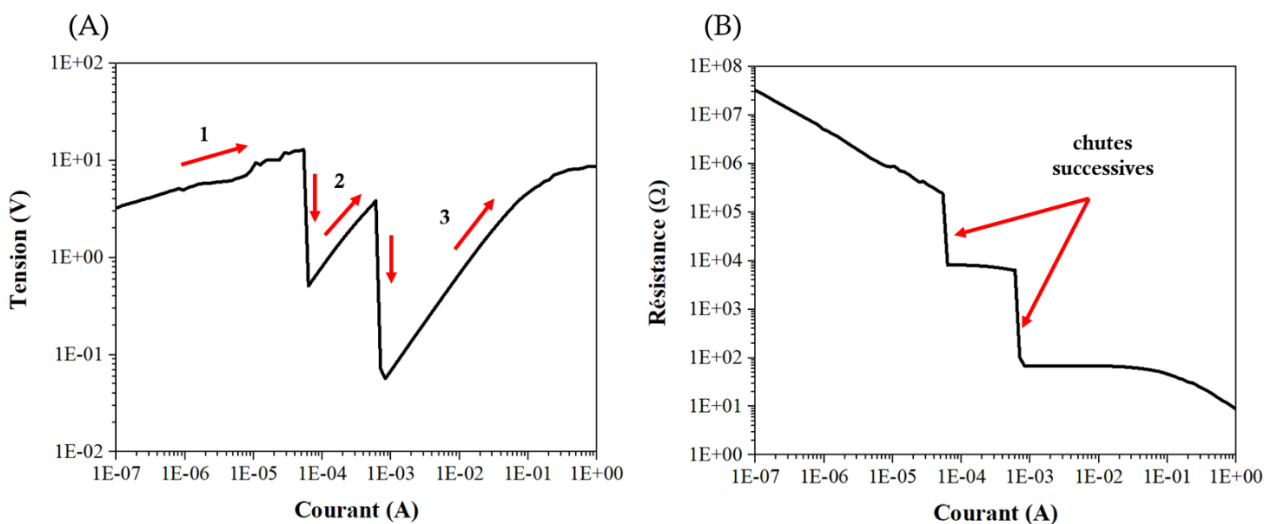 (A)
(B)
1E+02
1E+01
1E+00
1E-01
1E-02
Tension (V)
1
2
3
1E-07
1E-06
1E-05
1E-04
1E-03
1E-02
1E-01
1E+00
Courant (A)
1E+08
1E+07
1E+06
1E+05
1E+04
1E+03
1E+02
1E+01
1E+00
Résistance (Ω)
chutes
successives
1E-07
1E-06
1E-05
1E-04
1E-03
1E-02
1E-01
1E+00
Courant (A)